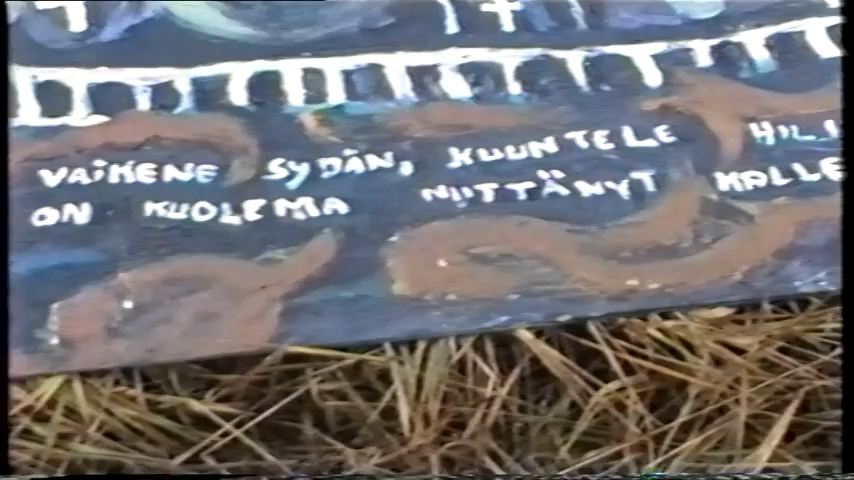 VAIKENE SYDÄN, KUUNTELE
ON KUOLEMA NIITTÄNYT KALLE